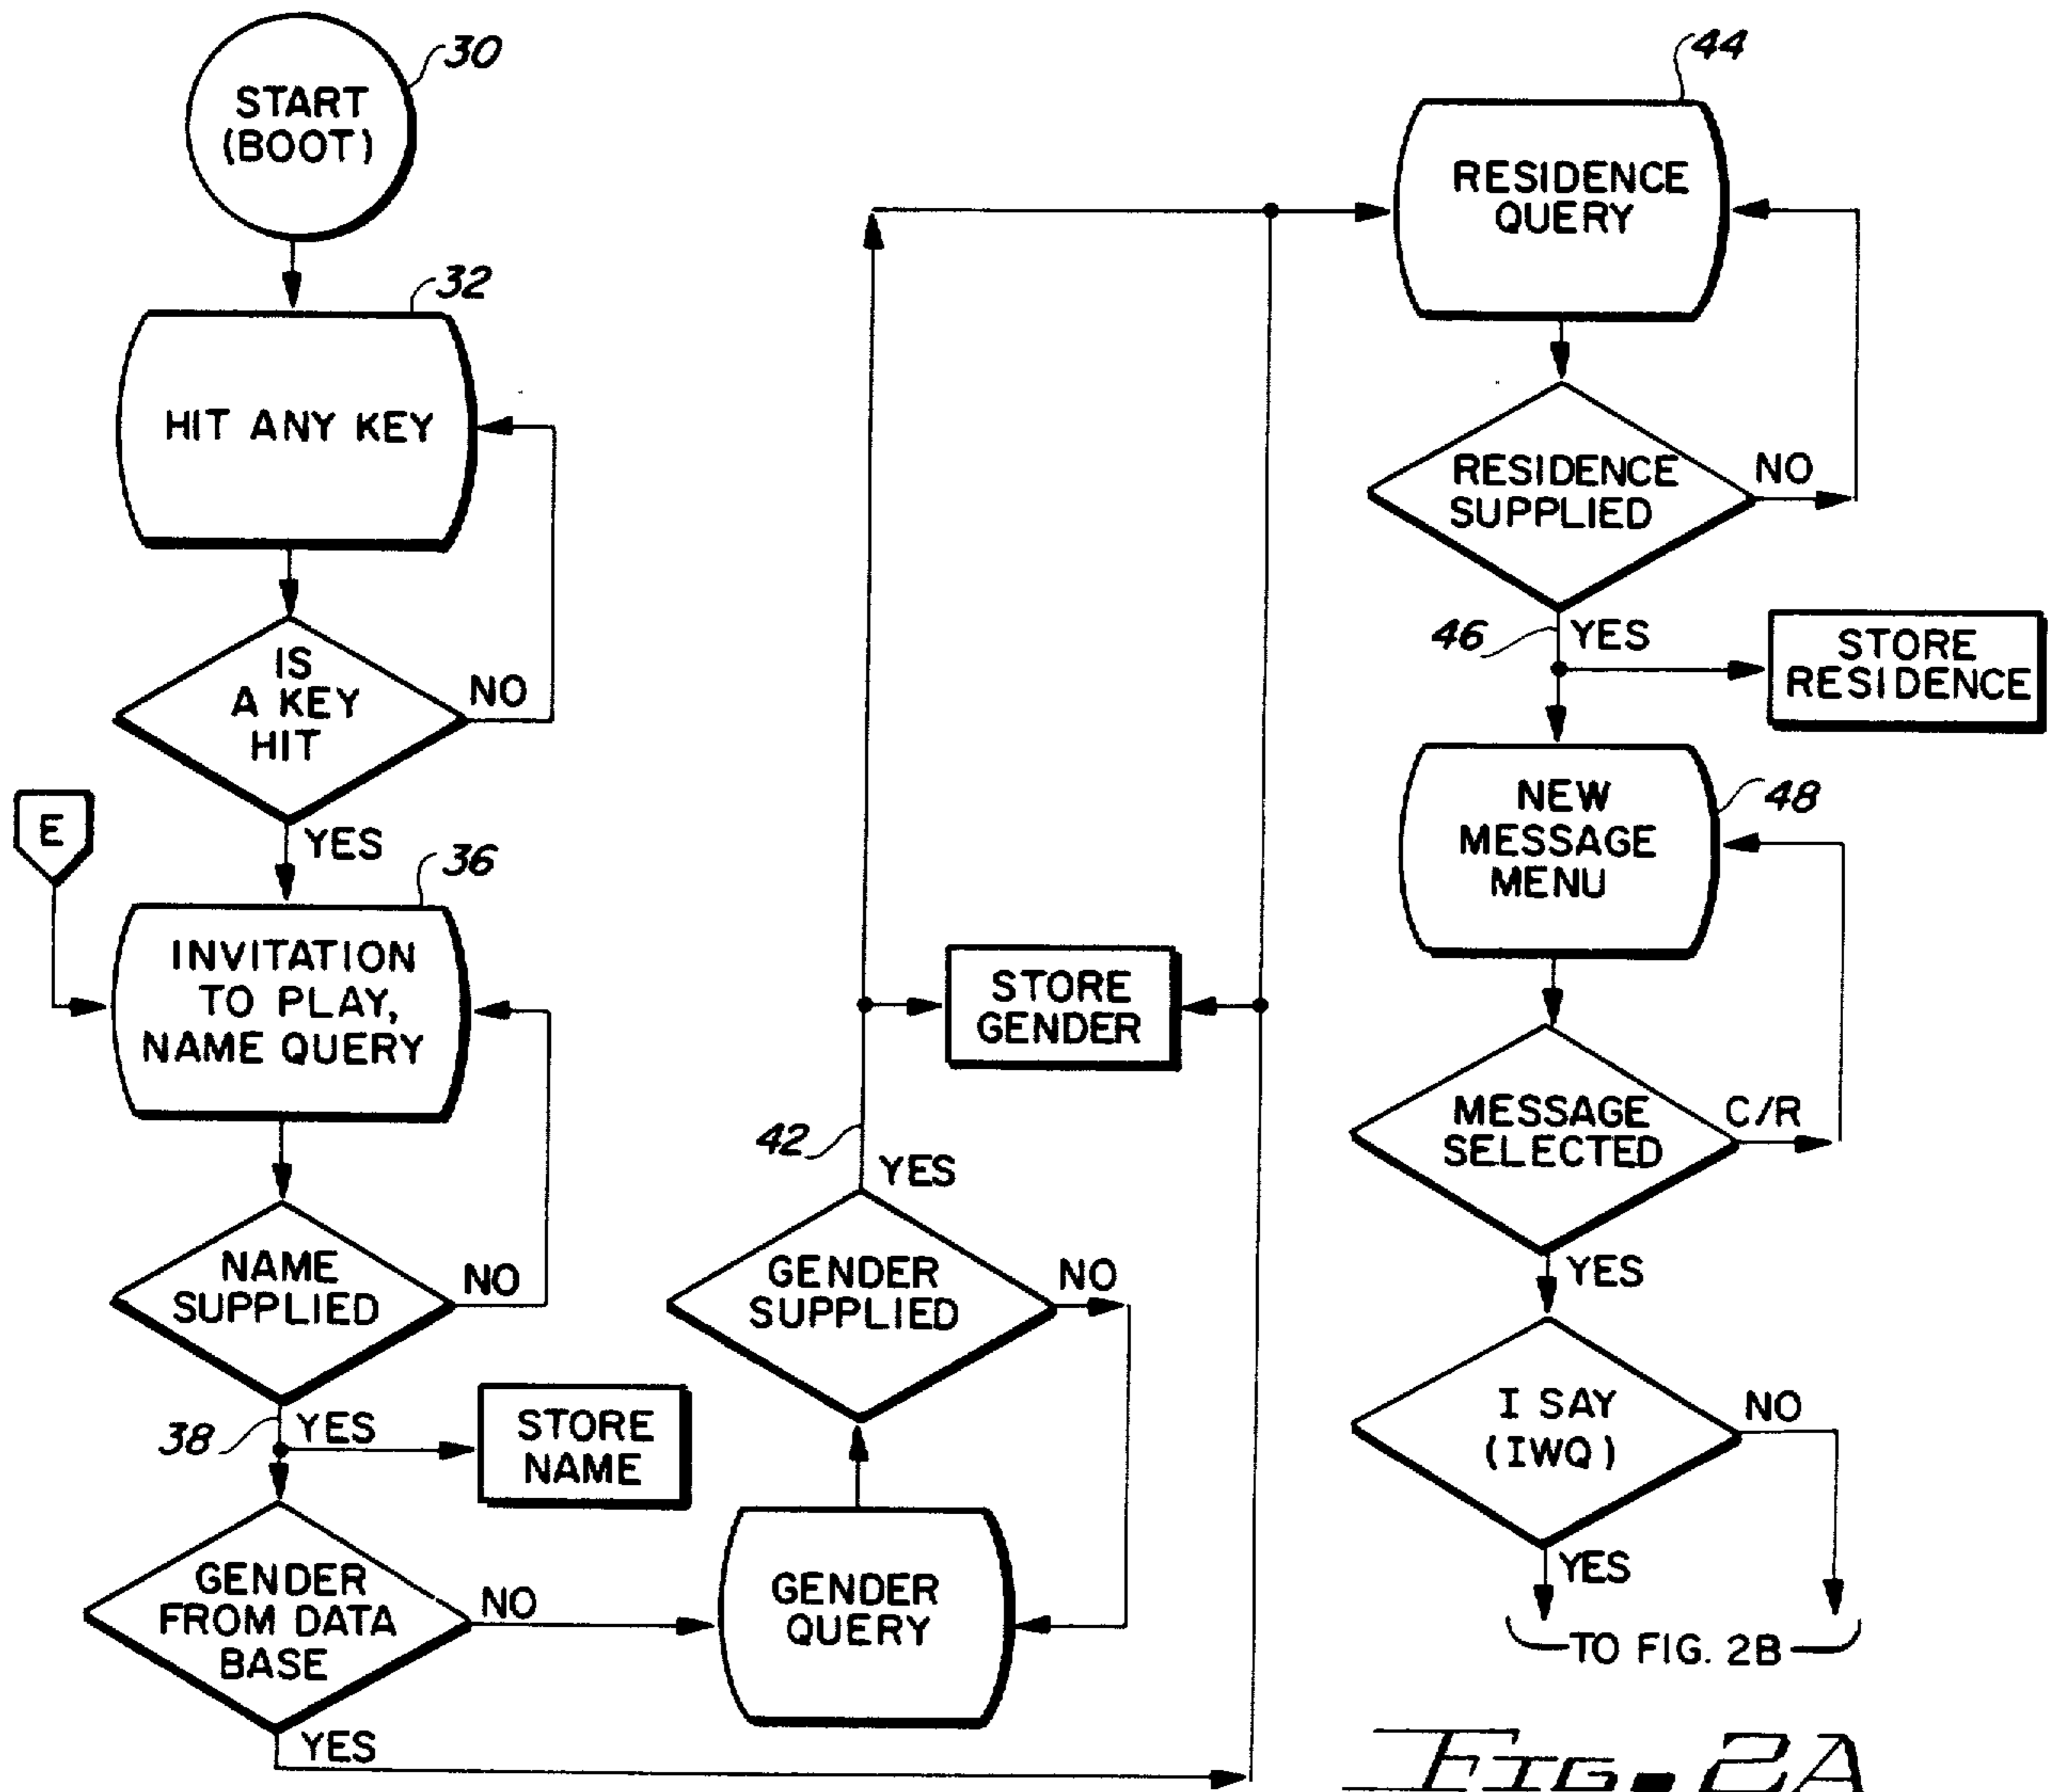 30
START
(BOOT)
32
HIT ANY KEY
IS
A KEY
HIT
NO
YES
E
36
INVITATION
TO PLAY,
NAME QUERY
NAME
SUPPLIED
NO
38
YES
STORE
NAME
GENDER
FROM DATA
BASE
NO
YES
GENDER
QUERY
GENDER
SUPPLIED
NO
42
YES
STORE
GENDER
44
RESIDENCE
QUERY
RESIDENCE
SUPPLIED
NO
46
YES
STORE
RESIDENCE
NEW
MESSAGE
MENU
48
MESSAGE
SELECTED
C/R
YES
I SAY
(IWQ)
NO
YES
TO FIG. 2B
FIG. 2A